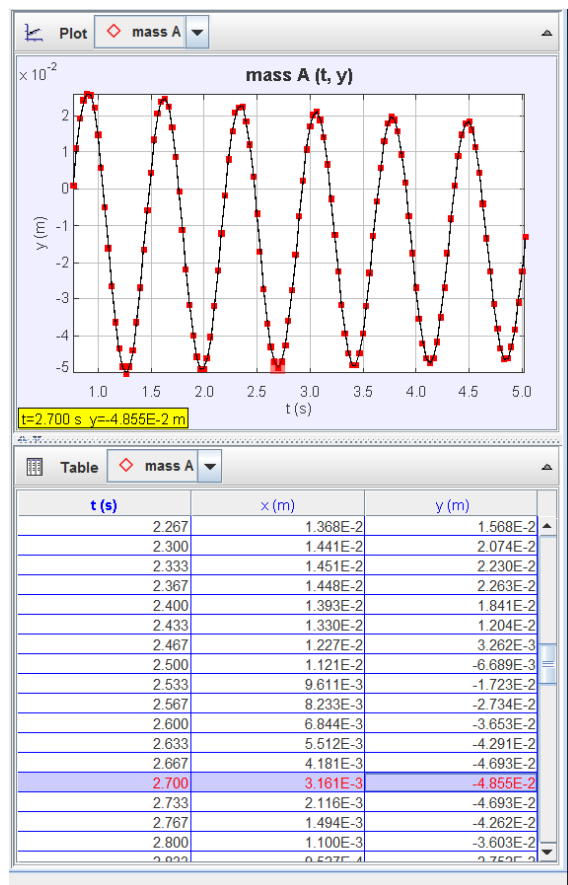 Plot mass A
×10^-2
mass A (t, y)
2
1
0
-1
-2
-3
-4
-5
y (m)
1.0 1.5 2.0 2.5 3.0 3.5 4.0 4.5 5.0
t (s)
t=2.700 s y=-4.855E-2 m
Table mass A
t (s) x (m) y (m)
2.267 1.368E-2 1.568E-2
2.300 1.441E-2 2.074E-2
2.333 1.451E-2 2.230E-2
2.367 1.448E-2 2.263E-2
2.400 1.393E-2 1.841E-2
2.433 1.330E-2 1.204E-2
2.467 1.227E-2 3.262E-3
2.500 1.121E-2 -6.689E-3
2.533 9.611E-3 -1.723E-2
2.567 8.233E-3 -2.734E-2
2.600 6.844E-3 -3.653E-2
2.633 5.512E-3 -4.291E-2
2.667 4.181E-3 -4.693E-2
2.700 3.161E-3 -4.855E-2
2.733 2.116E-3 -4.693E-2
2.767 1.494E-3 -4.262E-2
2.800 1.100E-3 -3.603E-2